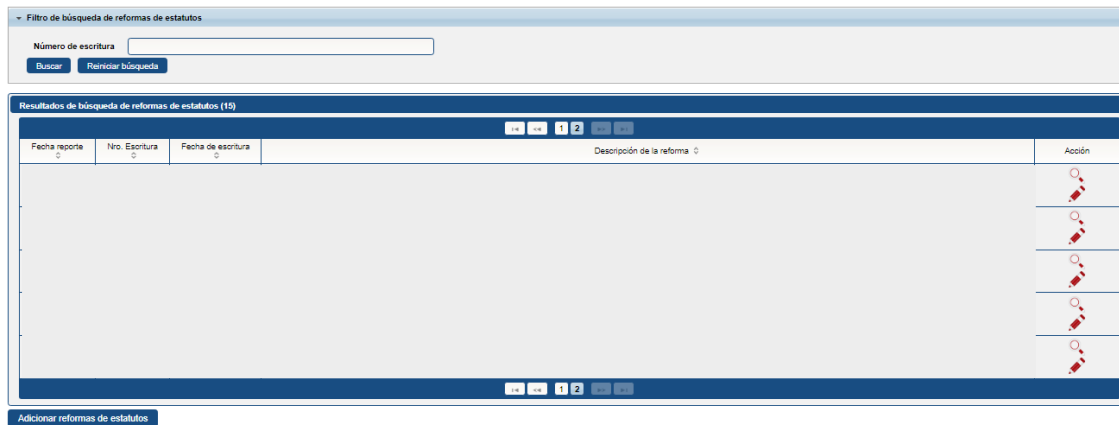 Filtro de búsqueda de reformas de estatutos
Número de escritura
Buscar Reiniciar búsqueda
Resultados de búsqueda de reformas de estatutos (15)
1 2
Fecha reporte Nro. Escritura Fecha de escritura Descripción de la reforma Acción
1 2
Adicionar reformas de estatutos